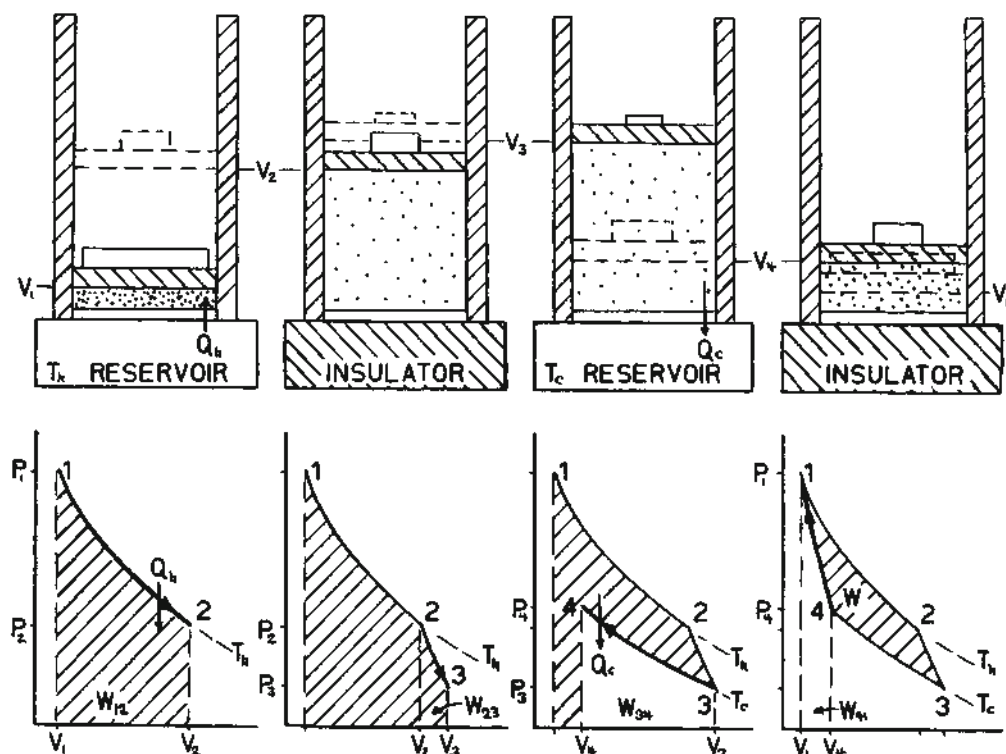 V₁
V₂
V₃
V₄
V
Qₕ
Q꜀
Tₕ RESERVOIR
INSULATOR
T꜀ RESERVOIR
INSULATOR
P₁
1
Qₕ
2
P₂
Tₕ
W₁₂
V₁ V₂
1
2
P₂
Tₕ
3
P₃
W₂₃
V₂ V₃
1
P₄
4
2
Q꜀
Tₕ
P₃
3
T꜀
W₃₄
V₄
P₁
1
P₄
4
W
2
Tₕ
3
T꜀
W₄₁
V₁ V₄